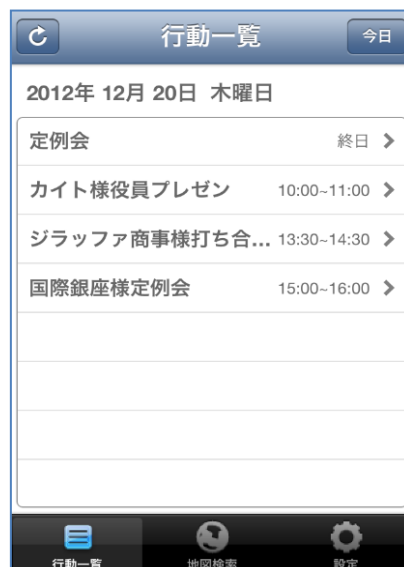 行動一覧 今日
2012年 12月 20日 木曜日
定例会 終日
カイト様役員プレゼン 10:00~11:00
ジラッファ商事様打ち合... 13:30~14:30
国際銀座様定例会 15:00~16:00
行動一覧 地図検索 設定